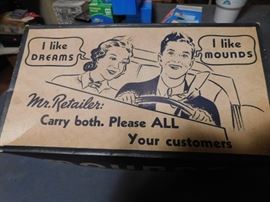 I like
DREAMS
I like
MOUNDS
Mr. Retailer:
Carry both. Please ALL
Your customers